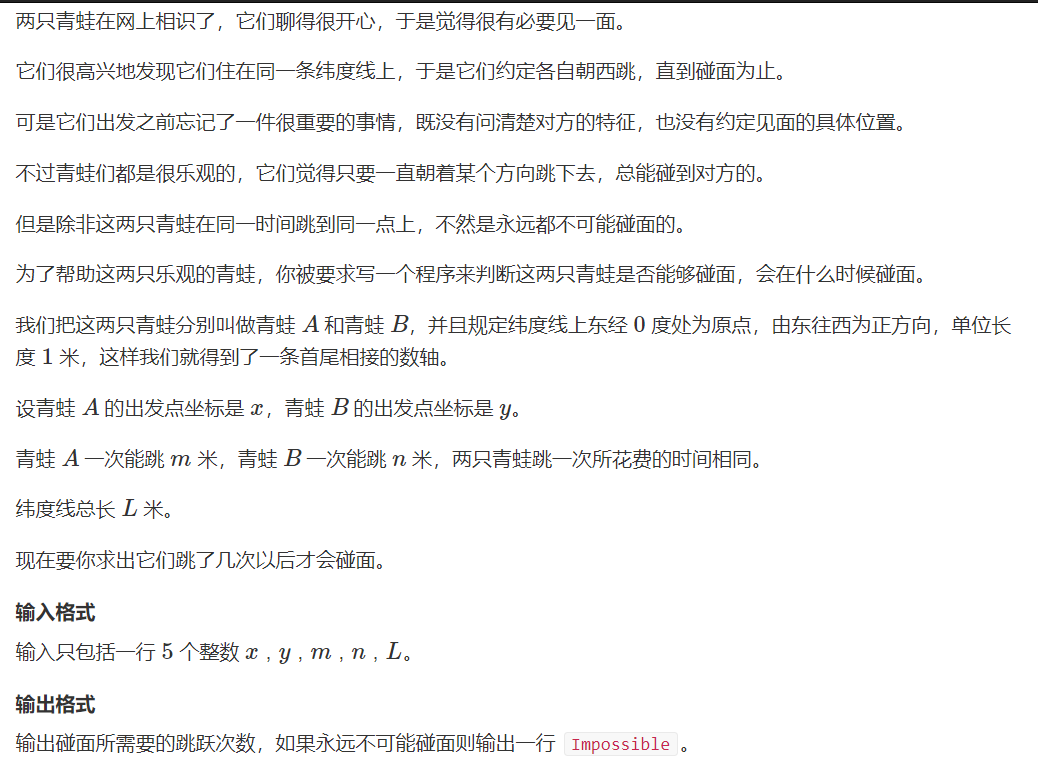 两只青蛙在网上相识了，它们聊得很开心，于是觉得很有必要见一面。
它们很高兴地发现它们住在同一条纬度线上，于是它们约定各自朝西跳，直到碰面为止。
可是它们出发之前忘记了一件很重要的事情，既没有问清楚对方的特征，也没有约定见面的具体位置。
不过青蛙们都是很乐观的，它们觉得只要一直朝着某个方向跳下去，总能碰到对方的。
但是除非这两只青蛙在同一时间跳到同一点上，不然是永远都不可能碰面的。
为了帮助这两只乐观的青蛙，你被要求写一个程序来判断这两只青蛙是否能够碰面，会在什么时候碰面。
我们把这两只青蛙分别叫做青蛙 A 和青蛙 B，并且规定纬度线上东经 0 度处为原点，由东往西为正方向，单位长
度 1 米，这样我们就得到了一条首尾相接的数轴。
设青蛙 A 的出发点坐标是 x，青蛙 B 的出发点坐标是 y。
青蛙 A 一次能跳 m 米，青蛙 B 一次能跳 n 米，两只青蛙跳一次所花费的时间相同。
纬度线总长 L 米。
现在要你求出它们跳了几次以后才会碰面。
输入格式
输入只包括一行 5 个整数 x , y , m , n , L。
输出格式
输出碰面所需要的跳跃次数，如果永远不可能碰面则输出一行 Impossible 。